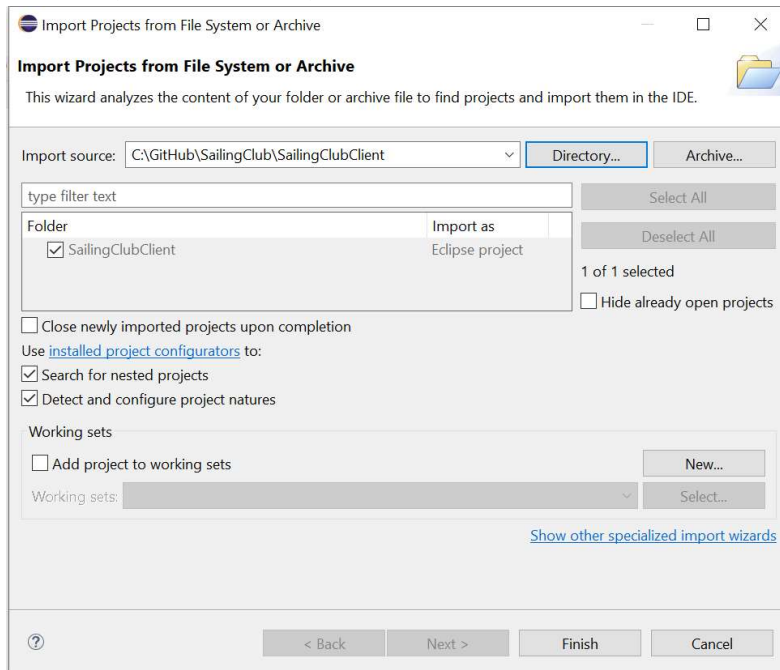 Import Projects from File System or Archive
Import Projects from File System or Archive
This wizard analyzes the content of your folder or archive file to find projects and import them in the IDE.
Import source: C:\GitHub\SailingClub\SailingClubClient Directory... Archive...
type filter text Select All
Folder Import as
Deselect All
SailingClubClient Eclipse project
1 of 1 selected
Hide already open projects
Close newly imported projects upon completion
Use installed project configurators to:
Search for nested projects
Detect and configure project natures
Working sets
Add project to working sets New...
Working sets: Select...
Show other specialized import wizards
? < Back Next > Finish Cancel